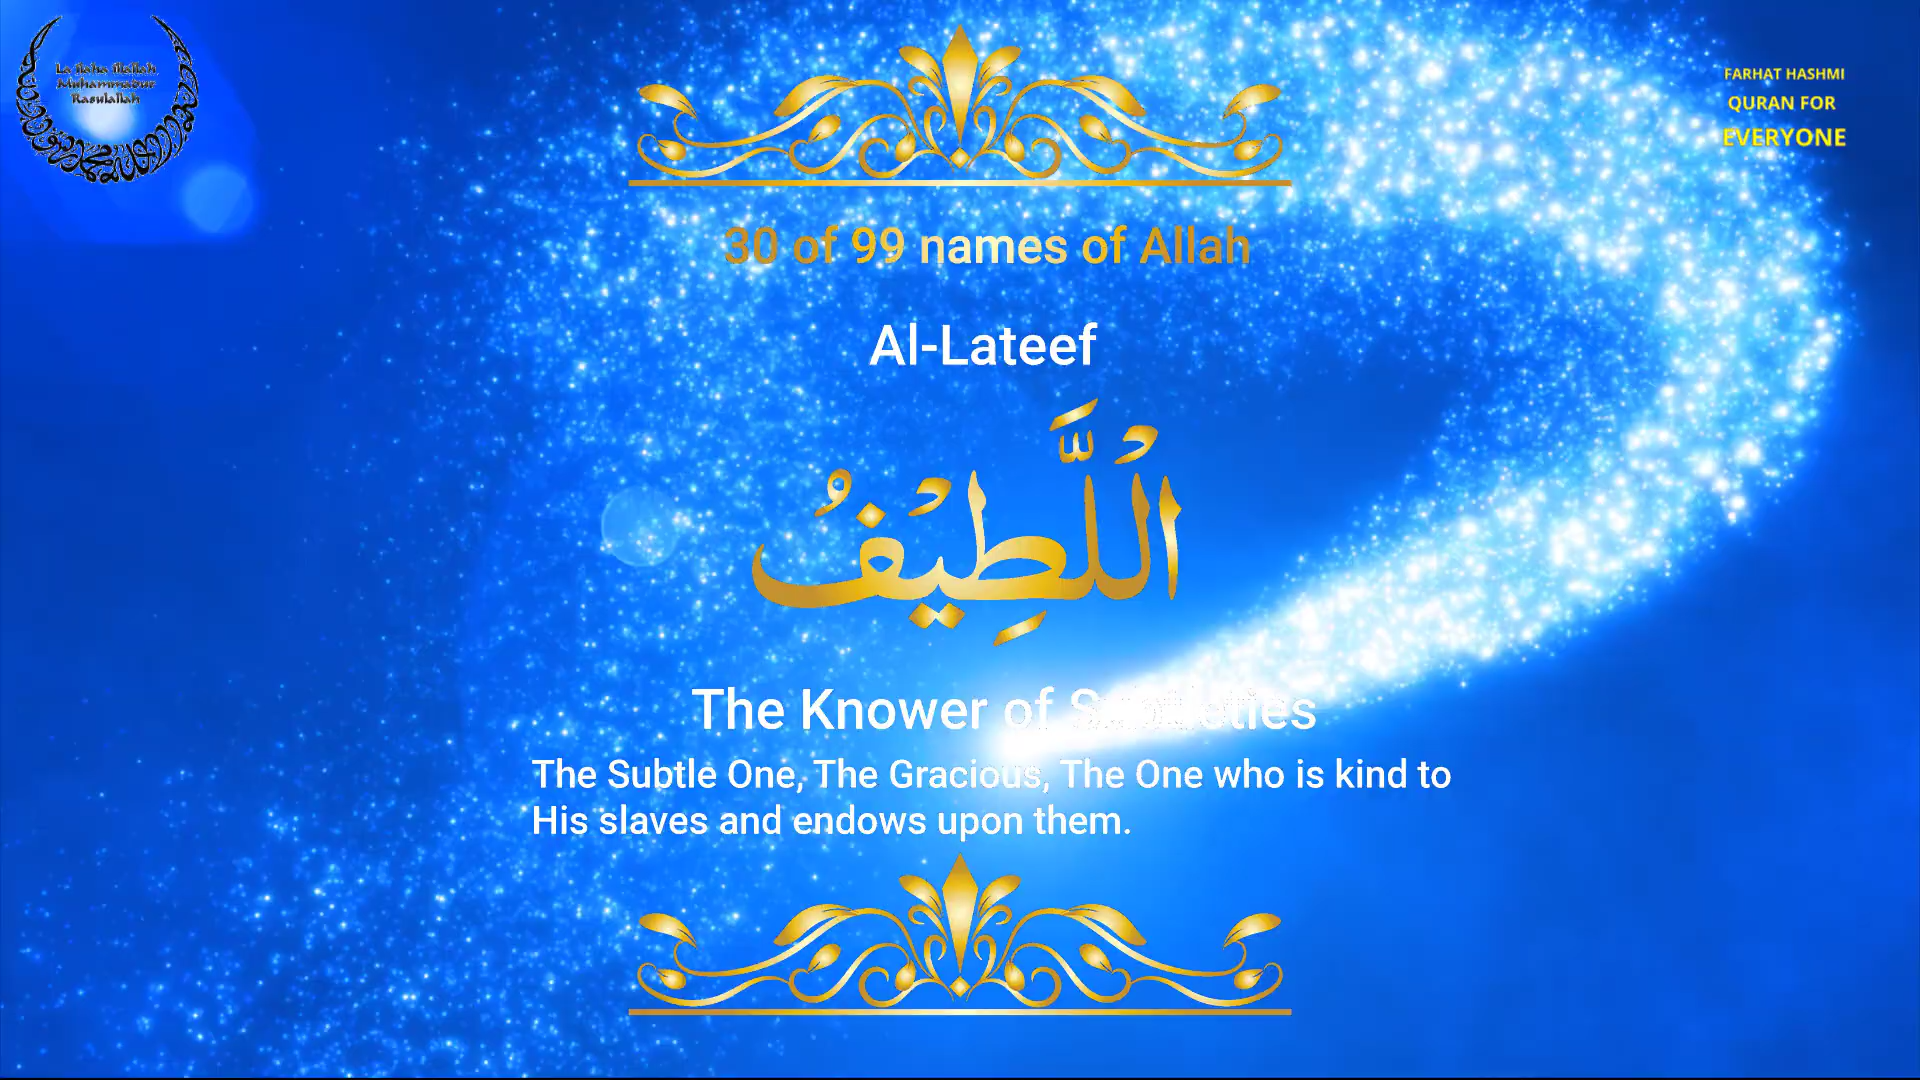 La ilaha illallah
Muhammadur
Rasulallah
FARHAT HASHMI
QURAN FOR
EVERYONE
30 of 99 names of Allah
Al-Lateef
اْللَّطِيْفُ
The Knower of Subtleties
The Subtle One, The Gracious, The One who is kind to
His slaves and endows upon them.